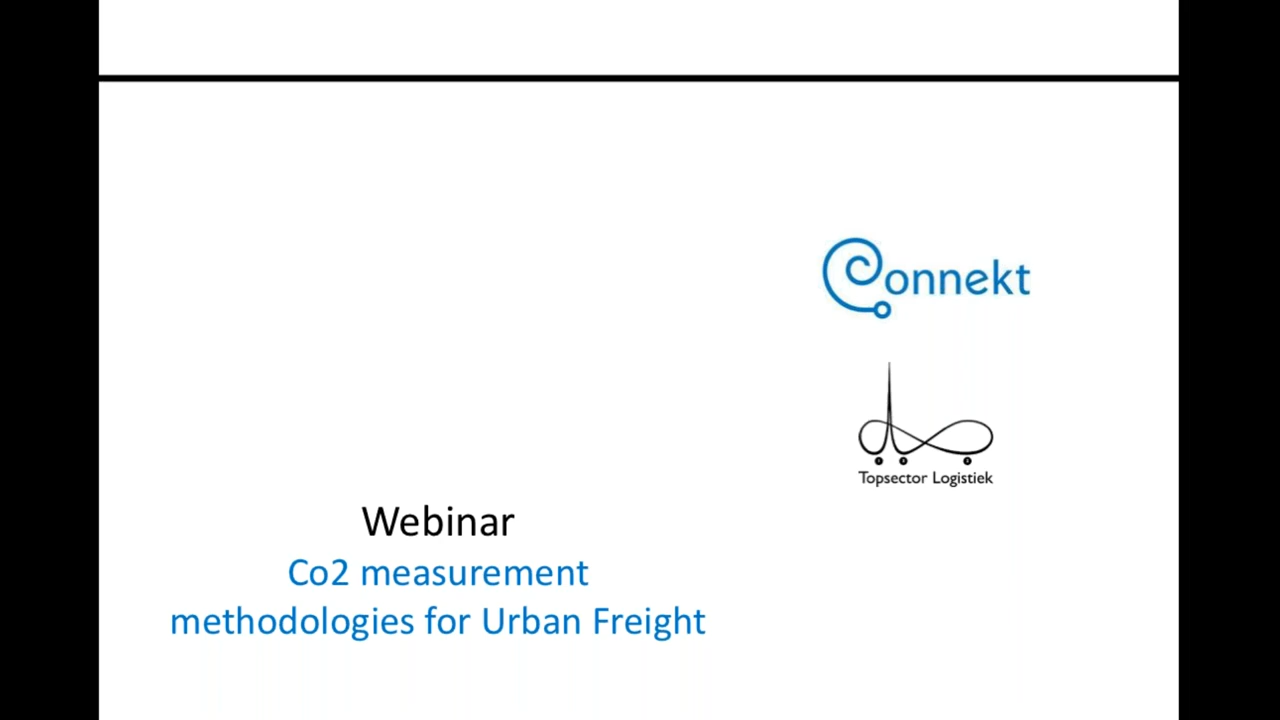 Connekt
Topsector Logistiek
Webinar
Co2 measurement
methodologies for Urban Freight